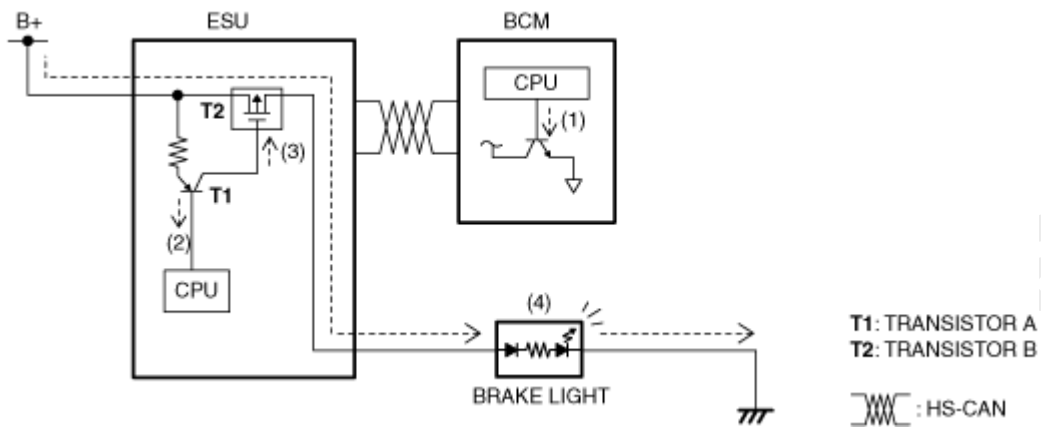 B+
ESU
BCM
CPU
T2
(1)
(3)
T1
(2)
CPU
(4)
T1: TRANSISTOR A
T2: TRANSISTOR B
BRAKE LIGHT
: HS-CAN